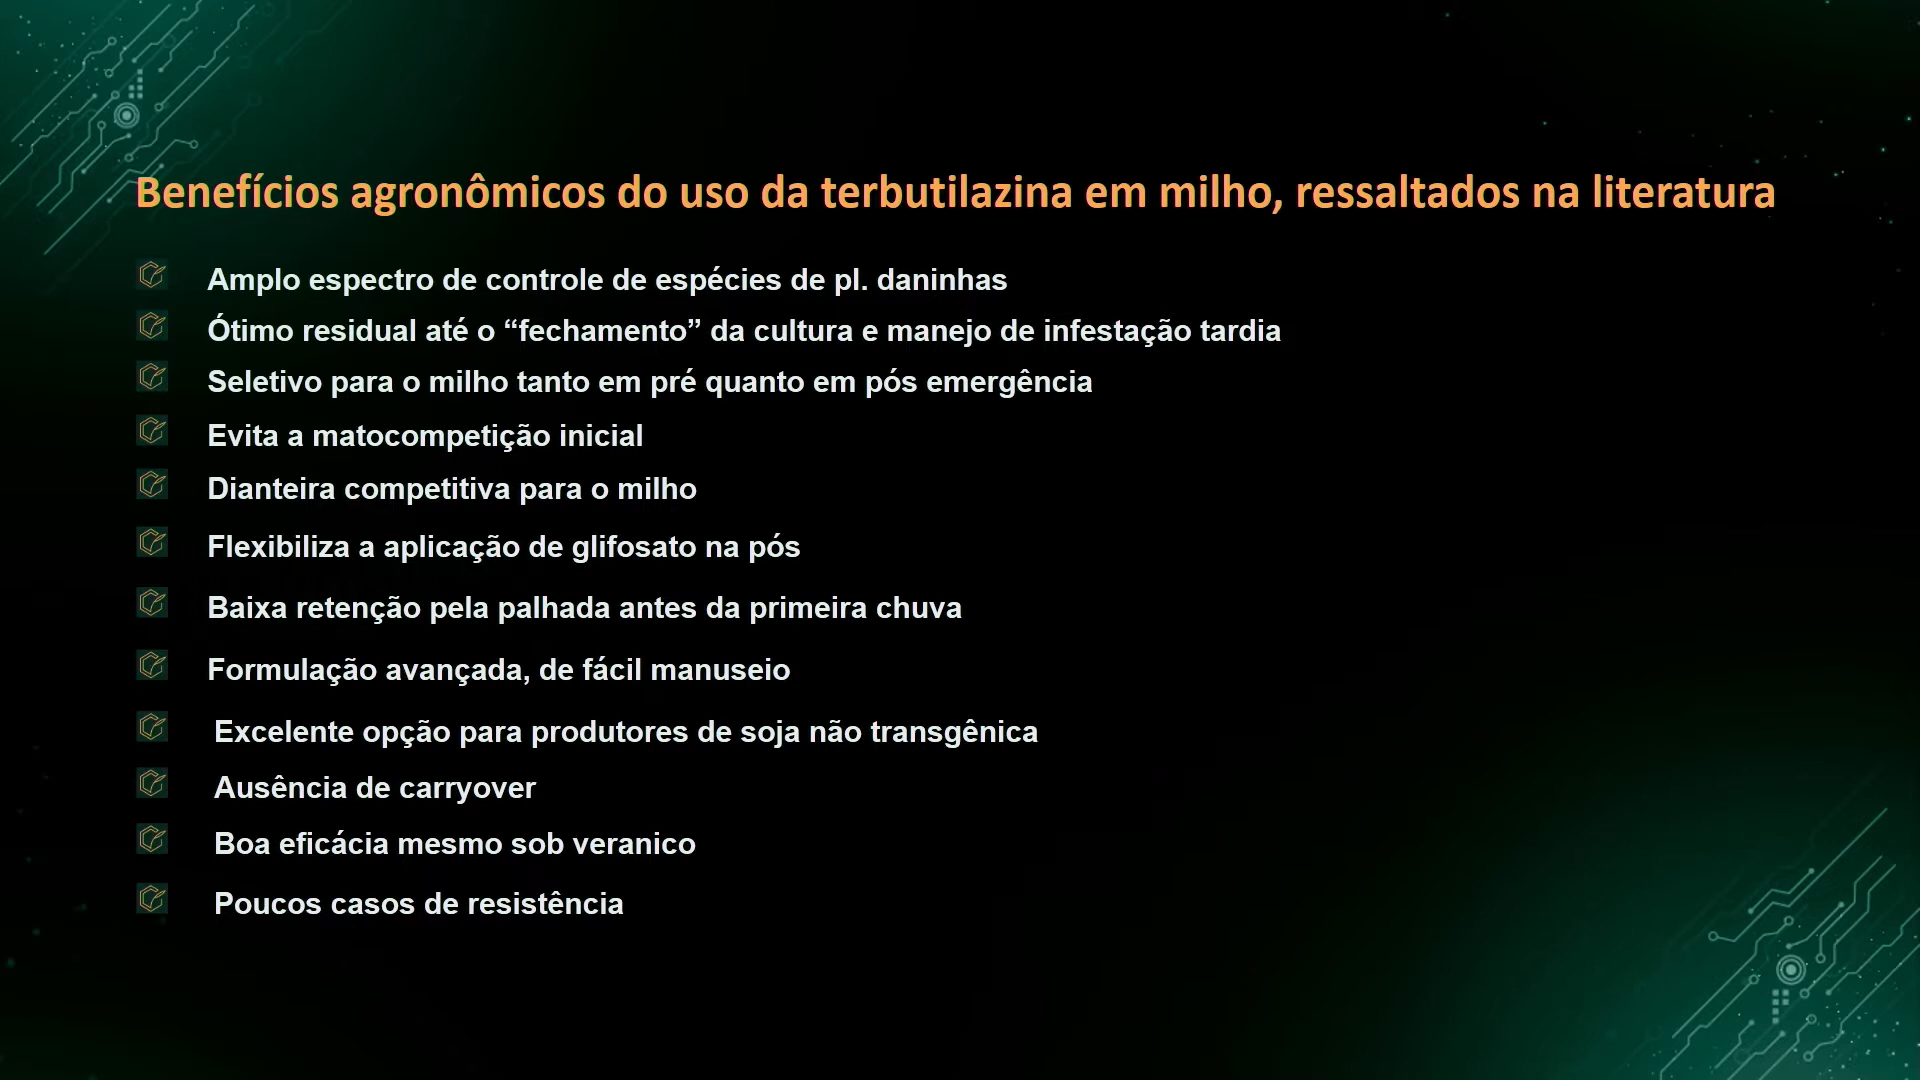 Benefícios agronômicos do uso da terbutilazina em milho, ressaltados na literatura
Amplo espectro de controle de espécies de pl. daninhas
Ótimo residual até o “fechamento” da cultura e manejo de infestação tardia
Seletivo para o milho tanto em pré quanto em pós emergência
Evita a matocompetição inicial
Dianteira competitiva para o milho
Flexibiliza a aplicação de glifosato na pós
Baixa retenção pela palhada antes da primeira chuva
Formulação avançada, de fácil manuseio
Excelente opção para produtores de soja não transgênica
Ausência de carryover
Boa eficácia mesmo sob veranico
Poucos casos de resistência